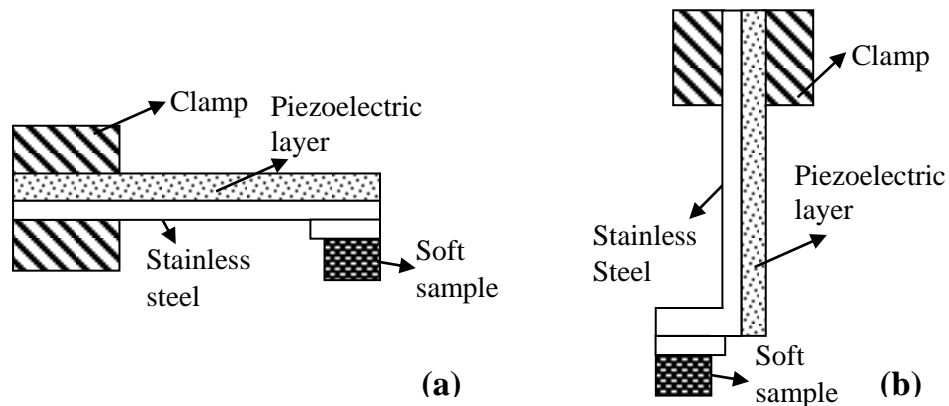 Clamp
Piezoelectric
layer
Stainless
steel
Soft
sample
(a)
Clamp
Piezoelectric
layer
Stainless
Steel
Soft
sample
(b)